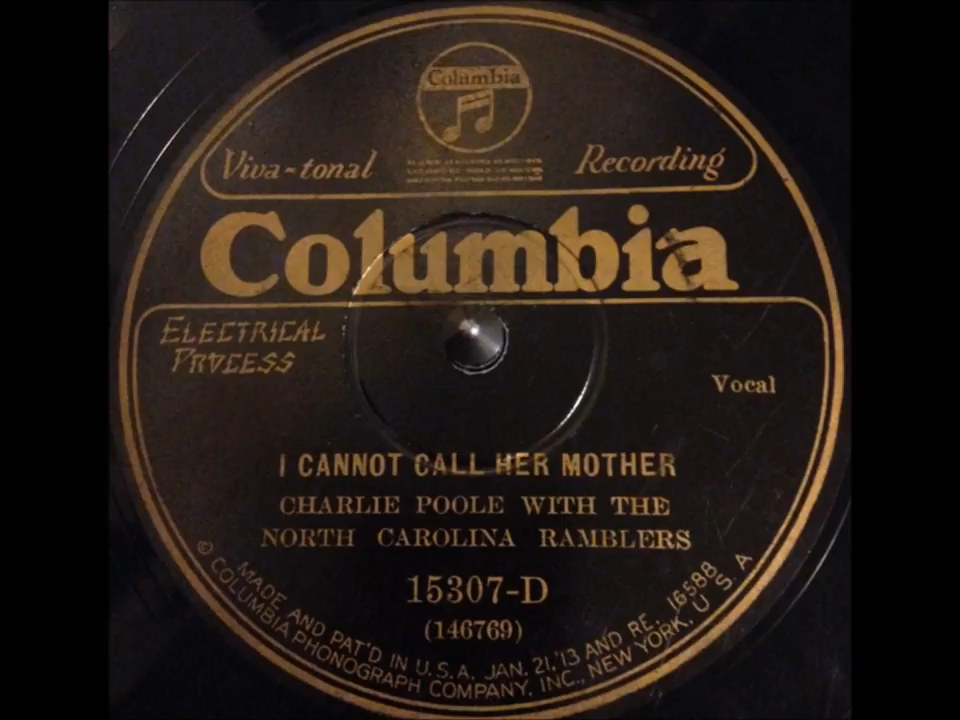 Columbia
Viva-tonal Recording
Columbia
ELECTRICAL
PROCESS
Vocal
I CANNOT CALL HER MOTHER
CHARLIE POOLE WITH THE
NORTH CAROLINA RAMBLERS
15307-D
(146769)
MADE AND PAT'D IN U.S.A. JAN. 21,'13 AND RE. 16588
© COLUMBIA PHONOGRAPH COMPANY, INC., NEW YORK, U S. A